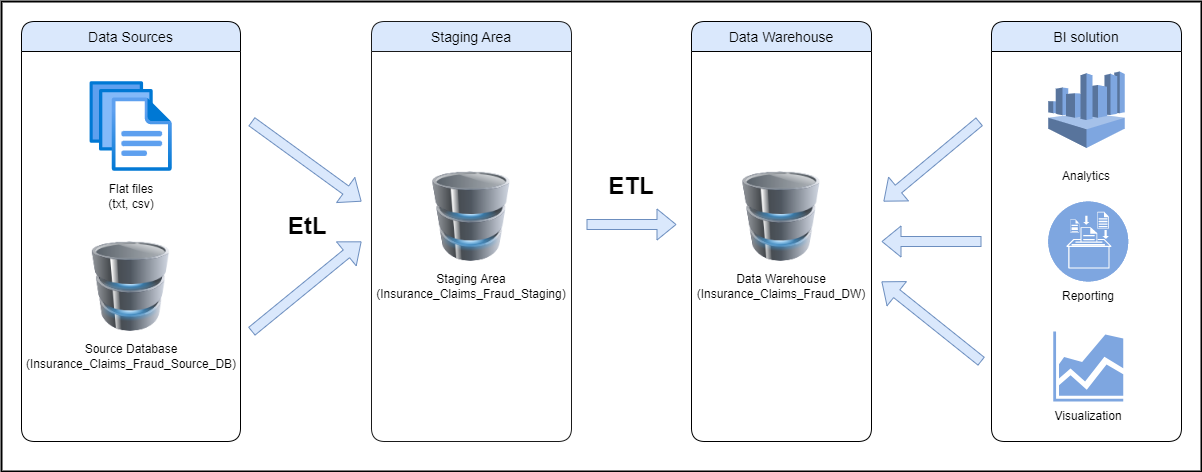 Data Sources
Flat files
(txt, csv)
Source Database
(Insurance_Claims_Fraud_Source_DB)
EtL
Staging Area
Staging Area
(Insurance_Claims_Fraud_Staging)
ETL
Data Warehouse
Data Warehouse
(Insurance_Claims_Fraud_DW)
BI solution
Analytics
Reporting
Visualization